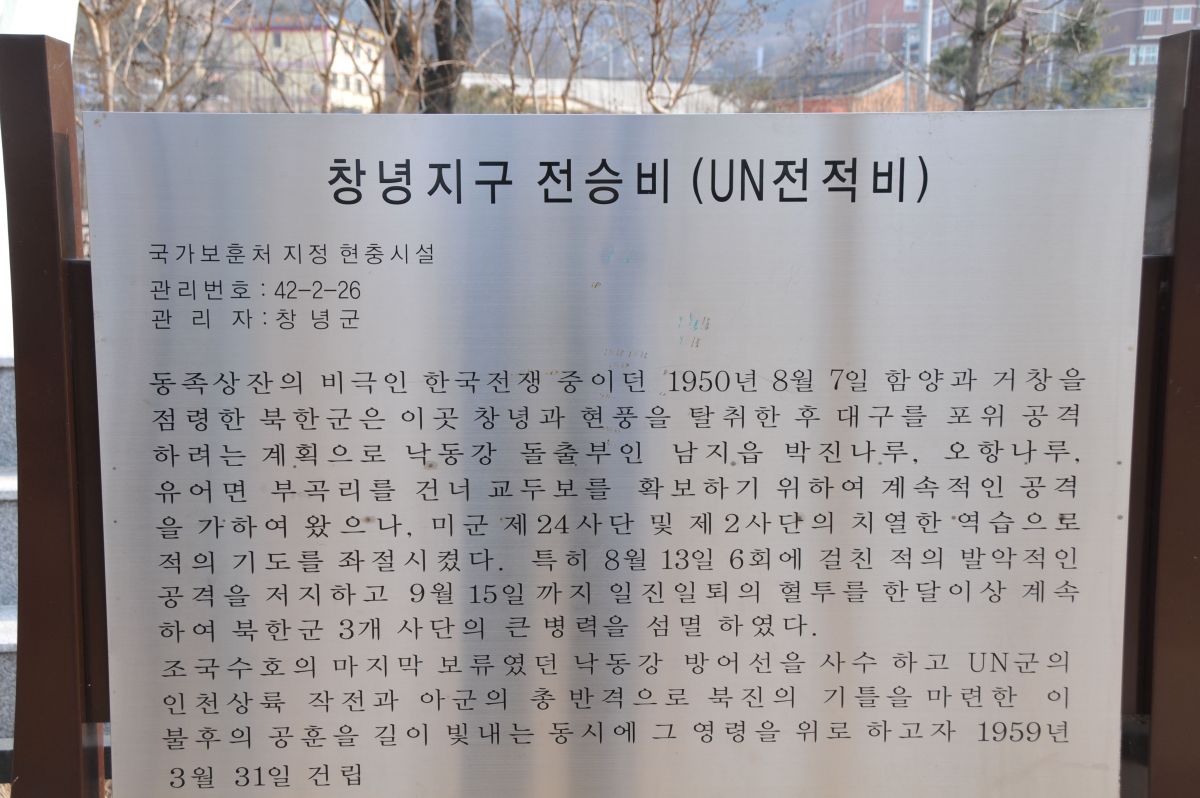 창녕지구 전승비 (UN전적비)
국가보훈처 지정 현충시설
관리번호 : 42-2-26
관 리 자 : 창 녕 군
동족상잔의 비극인 한국전쟁 중이던 1950년 8월 7일 함양과 거창을
점령한 북한군은 이곳 창녕과 현풍을 탈취한 후 대구를 포위 공격
하려는 계획으로 낙동강 돌출부인 남지읍 박진나루, 오항나루,
유어면 부곡리를 건너 교두보를 확보하기 위하여 계속적인 공격
을 가하여 왔으나, 미군 제24사단 및 제2사단의 치열한 역습으로
적의 기도를 좌절시켰다. 특히 8월 13일 6회에 걸친 적의 발악적인
공격을 저지하고 9월 15일까지 일진일퇴의 혈투를 한달이상 계속
하여 북한군 3개 사단의 큰 병력을 섬멸 하였다.
조국수호의 마지막 보류였던 낙동강 방어선을 사수 하고 UN군의
인천상륙 작전과 아군의 총 반격으로 북진의 기틀을 마련한 이
불후의 공훈을 길이 빛내는 동시에 그 영령을 위로 하고자 1959년
3월 31일 건립